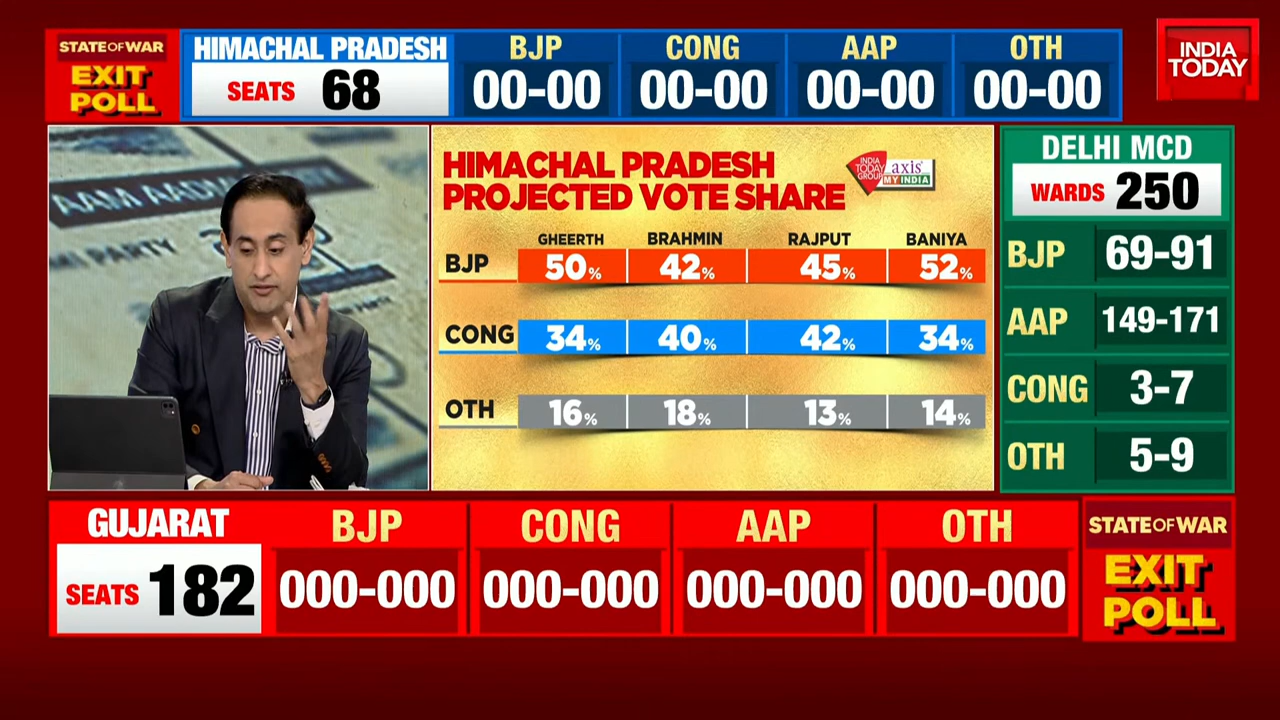 STATE OF WAR
EXIT
POLL
HIMACHAL PRADESH
SEATS 68
BJP
00-00
CONG
00-00
AAP
00-00
OTH
00-00
INDIA
TODAY
AAM AA
MI PARTY
HIMACHAL PRADESH
PROJECTED VOTE SHARE
INDIA
TODAY
GROUP
axis
MY INDIA
GHEERTH BRAHMIN RAJPUT BANIYA
BJP 50% 42% 45% 52%
CONG 34% 40% 42% 34%
OTH 16% 18% 13% 14%
DELHI MCD
WARDS 250
BJP 69-91
AAP 149-171
CONG 3-7
OTH 5-9
GUJARAT
SEATS 182
BJP
000-000
CONG
000-000
AAP
000-000
OTH
000-000
STATE OF WAR
EXIT
POLL